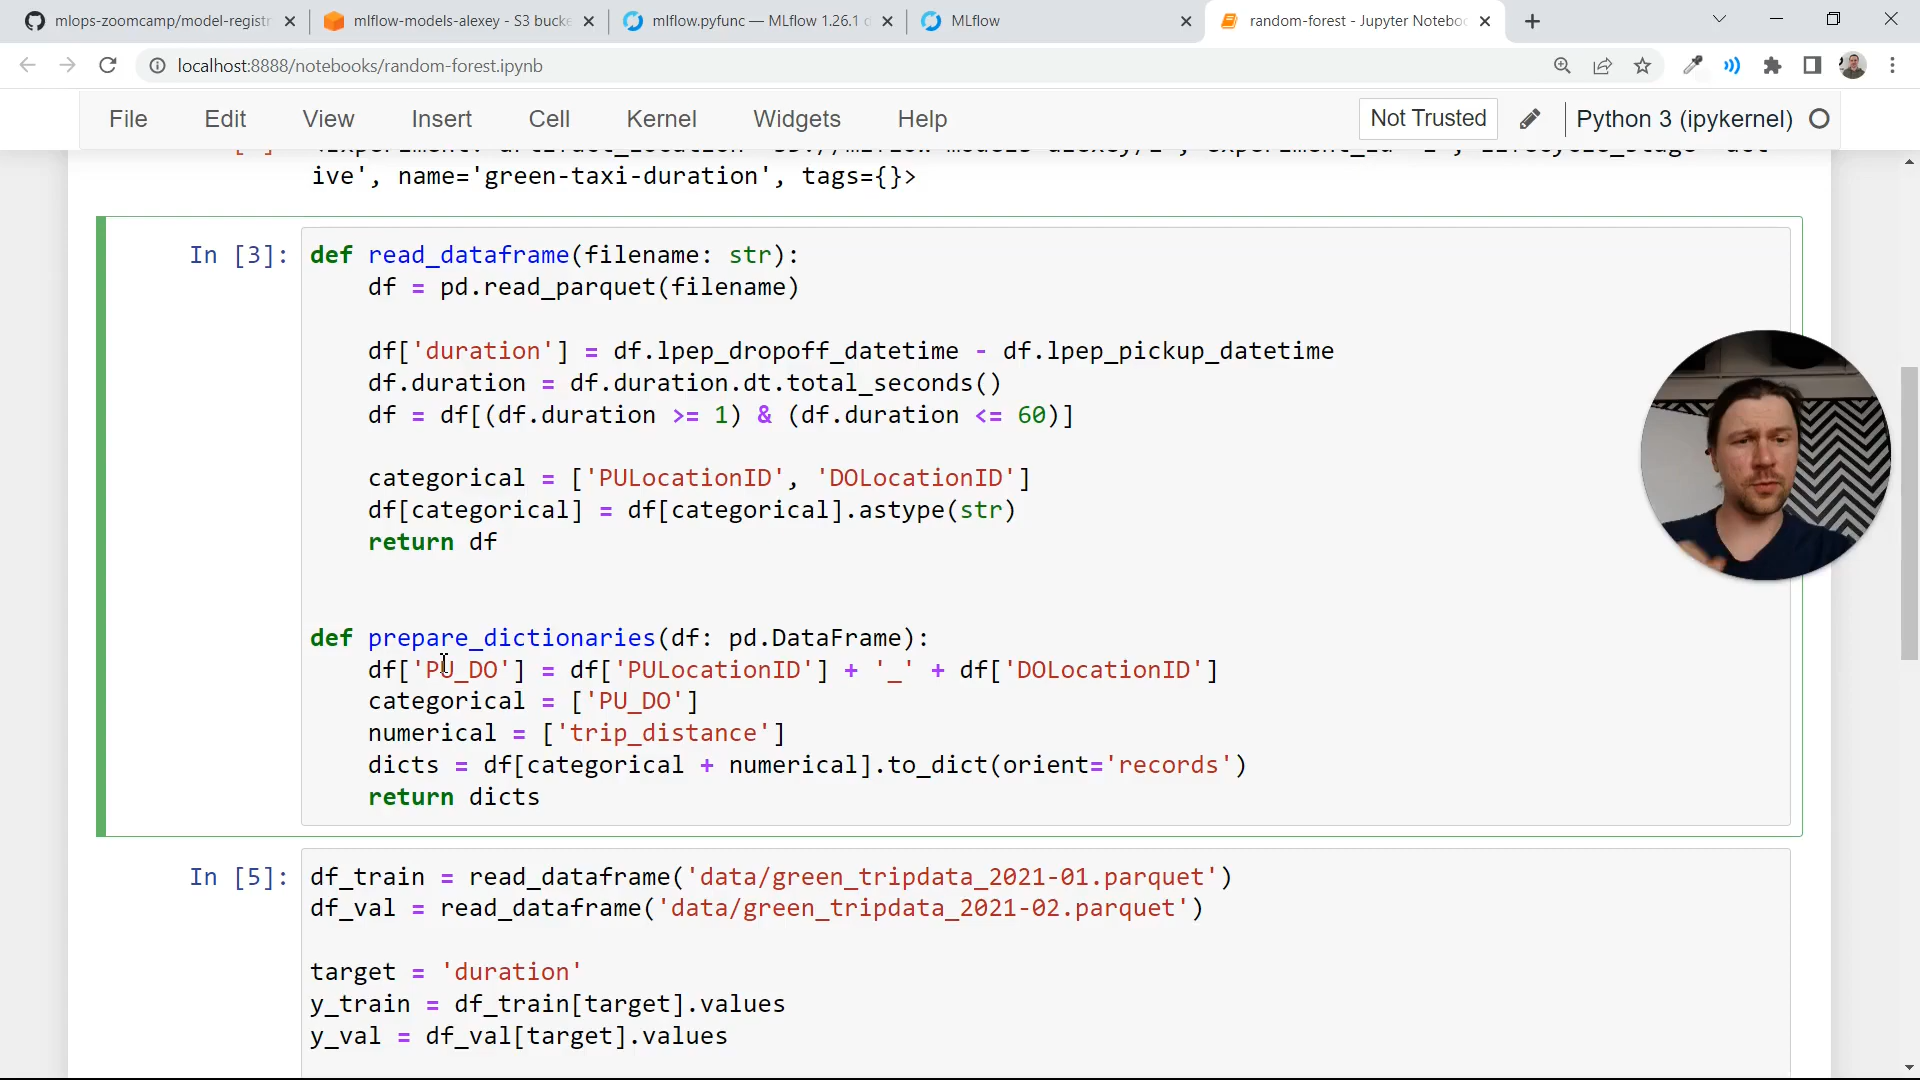 mlops-zoomcamp/model-registr
mlflow-models-alexey - S3 bucke
mlflow.pyfunc — MLflow 1.26.1 d
MLflow
random-forest - Jupyter Noteboo
localhost:8888/notebooks/random-forest.ipynb
File Edit View Insert Cell Kernel Widgets Help
Not Trusted
Python 3 (ipykernel)
ive', name='green-taxi-duration', tags={}>
In [3]: def read_dataframe(filename: str):
df = pd.read_parquet(filename)
df['duration'] = df.lpep_dropoff_datetime - df.lpep_pickup_datetime
df.duration = df.duration.dt.total_seconds()
df = df[(df.duration >= 1) & (df.duration <= 60)]
categorical = ['PULocationID', 'DOLocationID']
df[categorical] = df[categorical].astype(str)
return df
def prepare_dictionaries(df: pd.DataFrame):
df['PU_DO'] = df['PULocationID'] + '_' + df['DOLocationID']
categorical = ['PU_DO']
numerical = ['trip_distance']
dicts = df[categorical + numerical].to_dict(orient='records')
return dicts
In [5]: df_train = read_dataframe('data/green_tripdata_2021-01.parquet')
df_val = read_dataframe('data/green_tripdata_2021-02.parquet')
target = 'duration'
y_train = df_train[target].values
y_val = df_val[target].values